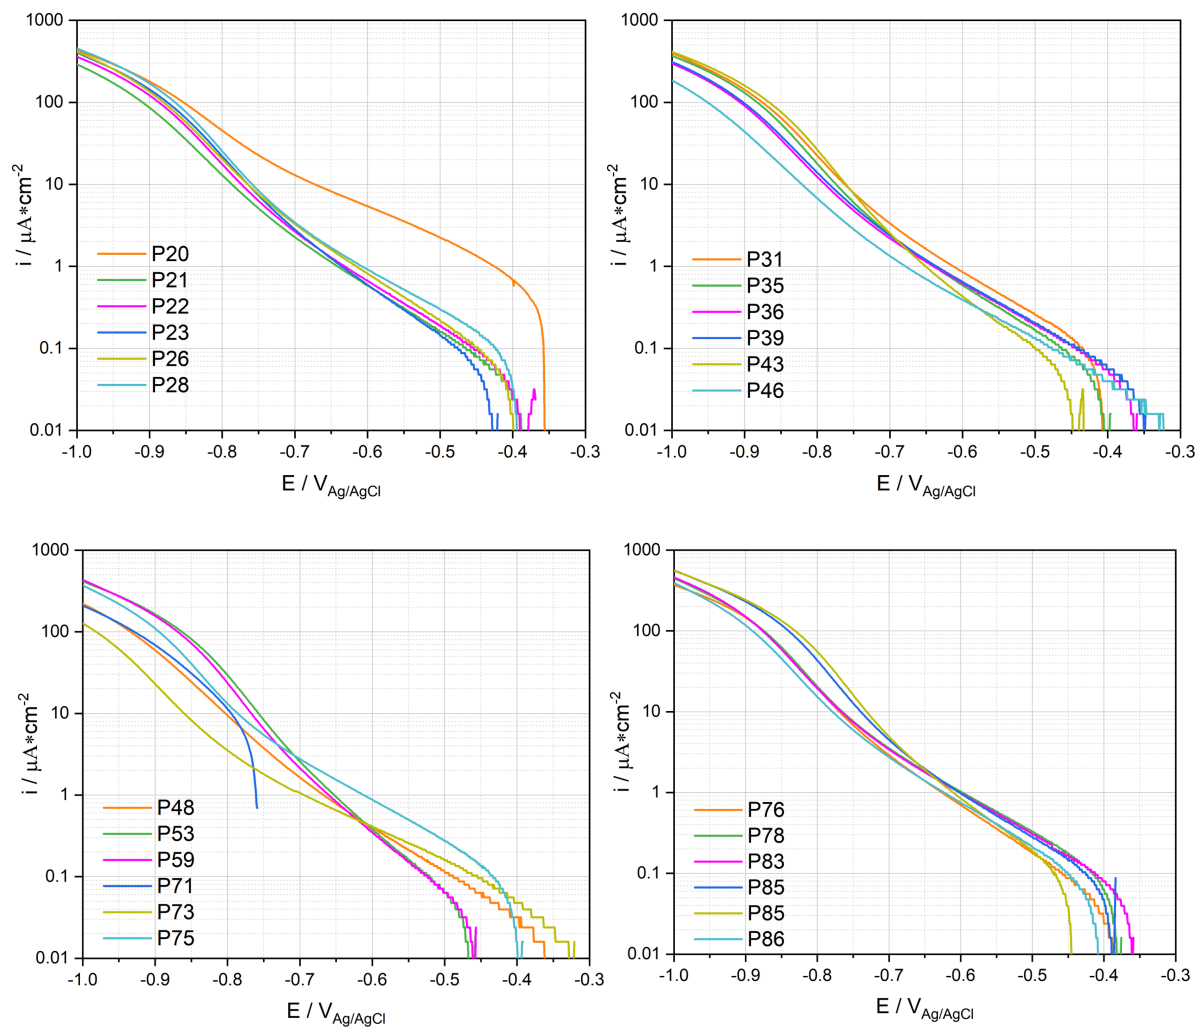 1000
100
10
1
0.1
0.01
i / µA*cm-2
P20
P21
P22
P23
P26
P28
-1.0 -0.9 -0.8 -0.7 -0.6 -0.5 -0.4 -0.3
E / VAg/AgCl
1000
100
10
1
0.1
0.01
i / µA*cm-2
P31
P35
P36
P39
P43
P46
-1.0 -0.9 -0.8 -0.7 -0.6 -0.5 -0.4 -0.3
E / VAg/AgCl
1000
100
10
1
0.1
0.01
i / µA*cm-2
P48
P53
P59
P71
P73
P75
-1.0 -0.9 -0.8 -0.7 -0.6 -0.5 -0.4 -0.3
E / VAg/AgCl
1000
100
10
1
0.1
0.01
i / µA*cm-2
P76
P78
P83
P85
P85
P86
-1.0 -0.9 -0.8 -0.7 -0.6 -0.5 -0.4 -0.3
E / VAg/AgCl